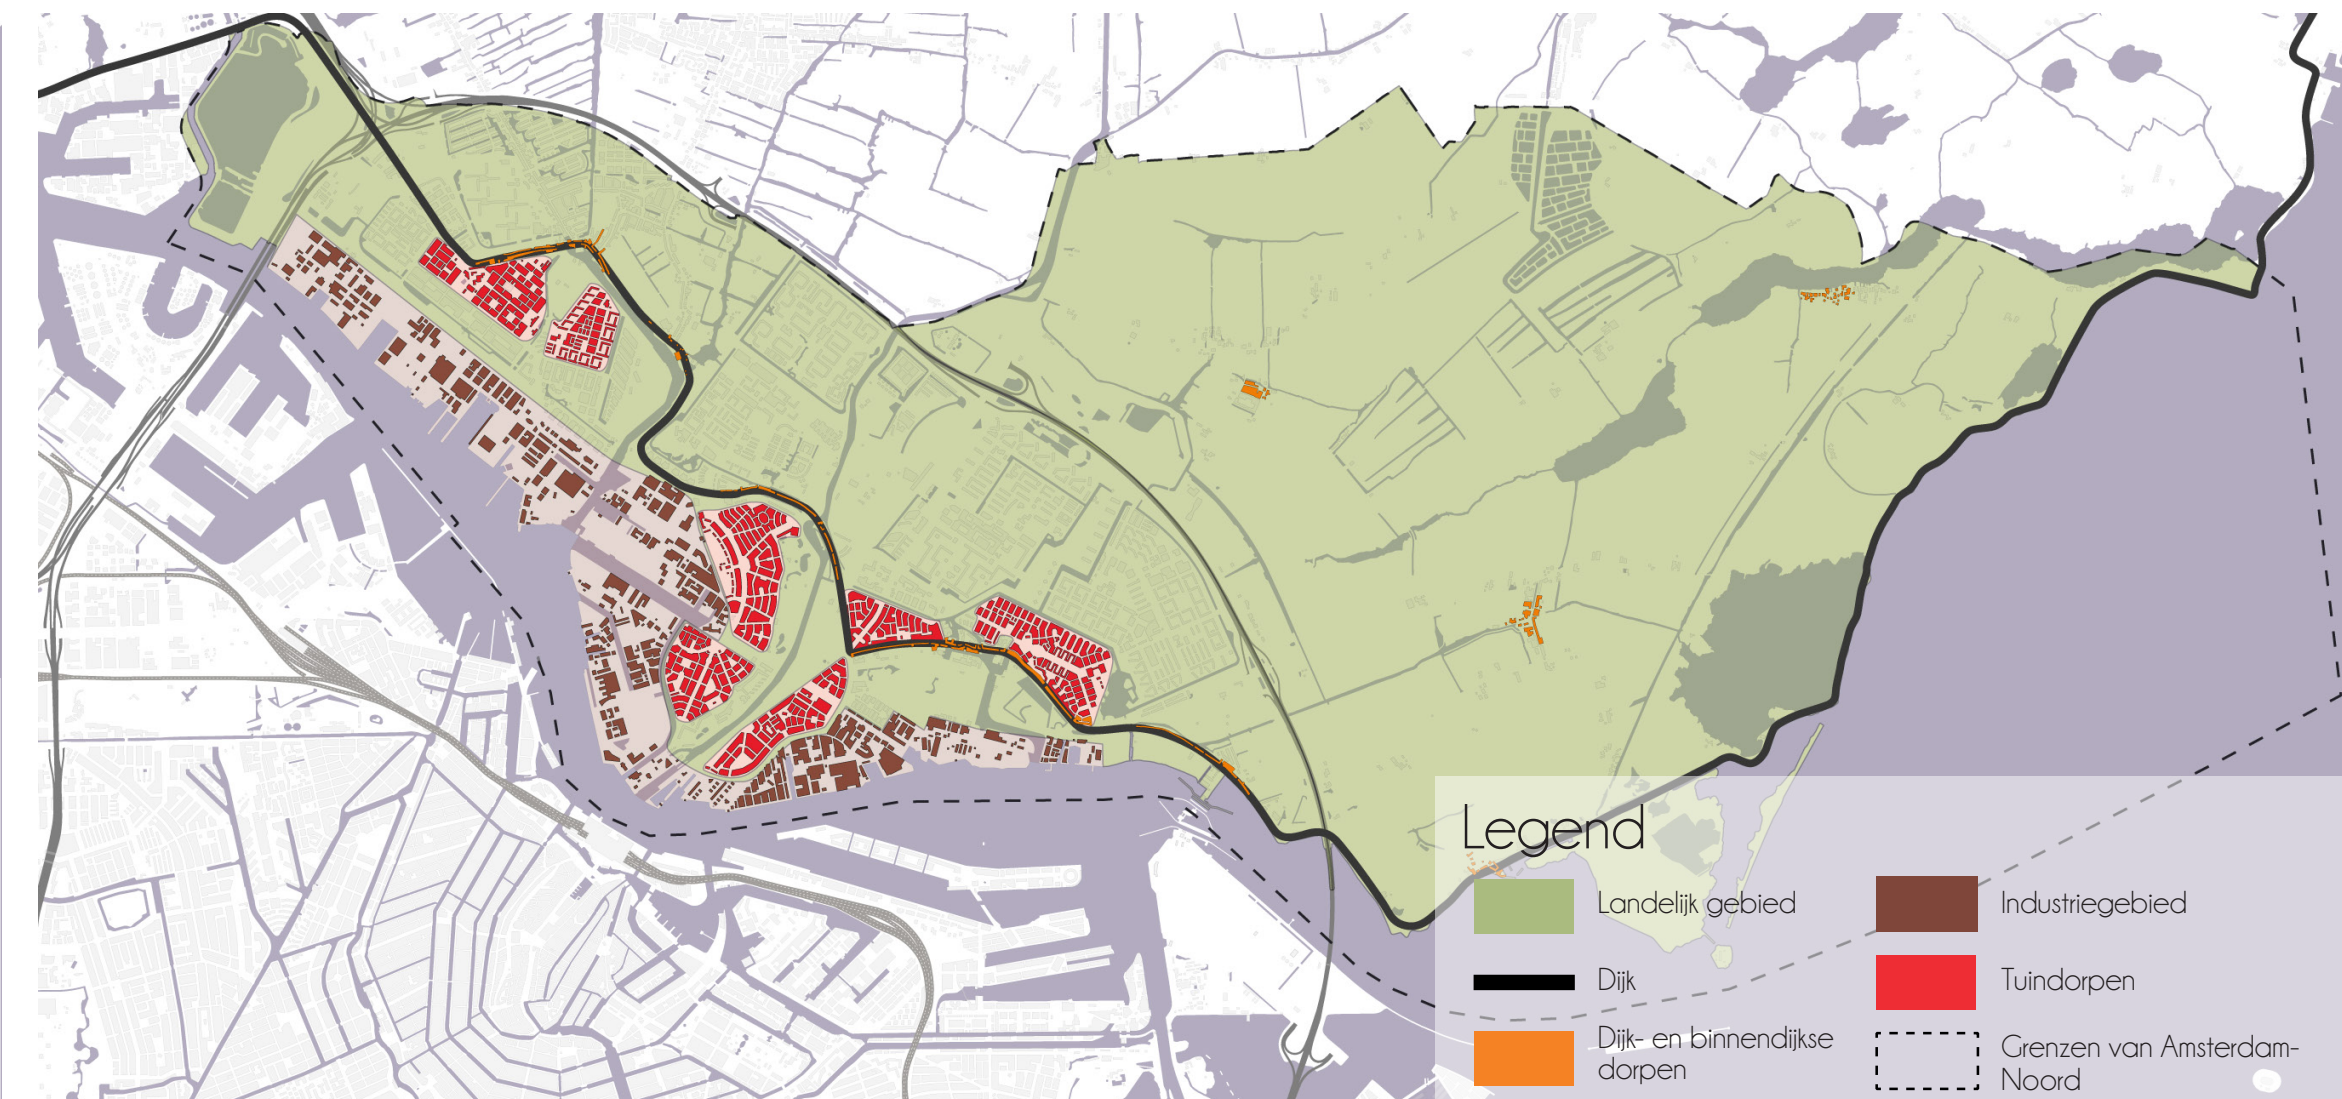 Legend
Landelijk gebied
Dijk
Dijk- en binnendijkse
dorpen
Industriegebied
Tuindorpen
Grenzen van Amsterdam-
Noord